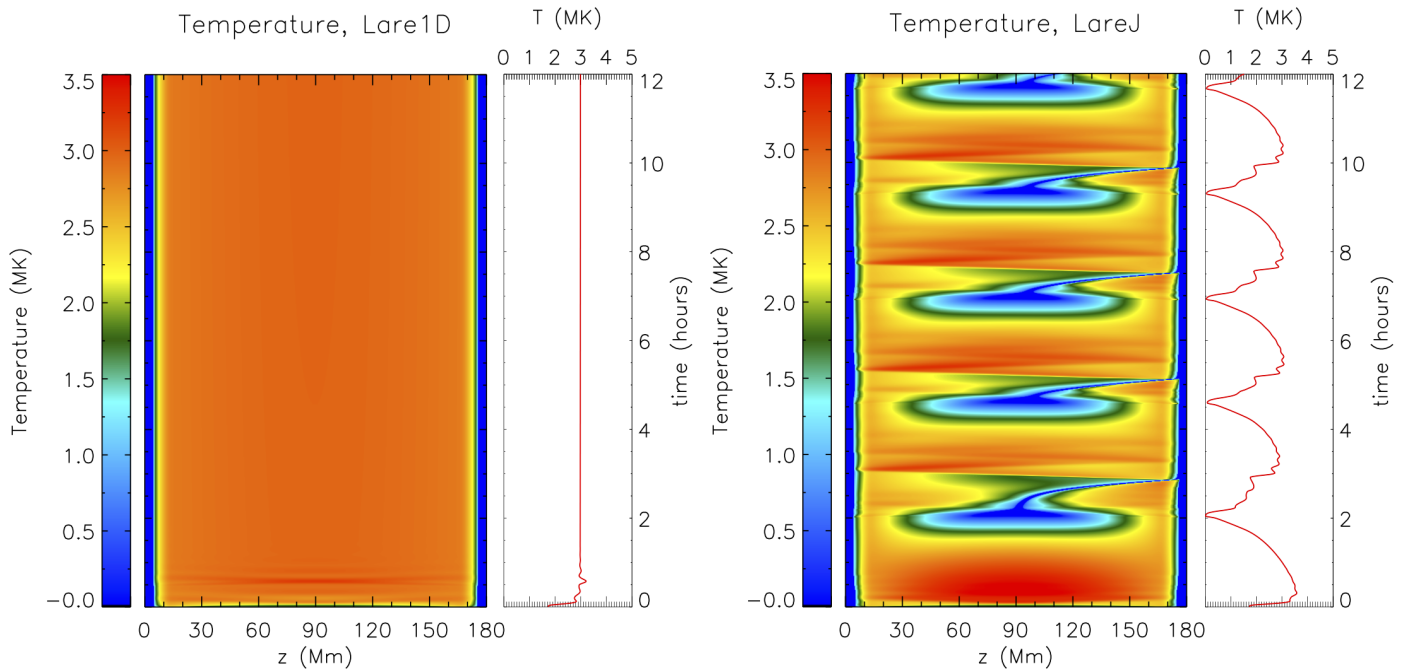 Temperature, Lare1D
T (MK)
0 1 2 3 4 5
3.5
3.0
2.5
2.0
1.5
1.0
0.5
−0.0
Temperature (MK)
12
10
8
6
4
2
0
time (hours)
0 30 60 90 120 150 180
z (Mm)
Temperature, LareJ
T (MK)
0 1 2 3 4 5
3.5
3.0
2.5
2.0
1.5
1.0
0.5
−0.0
Temperature (MK)
12
10
8
6
4
2
0
time (hours)
0 30 60 90 120 150 180
z (Mm)